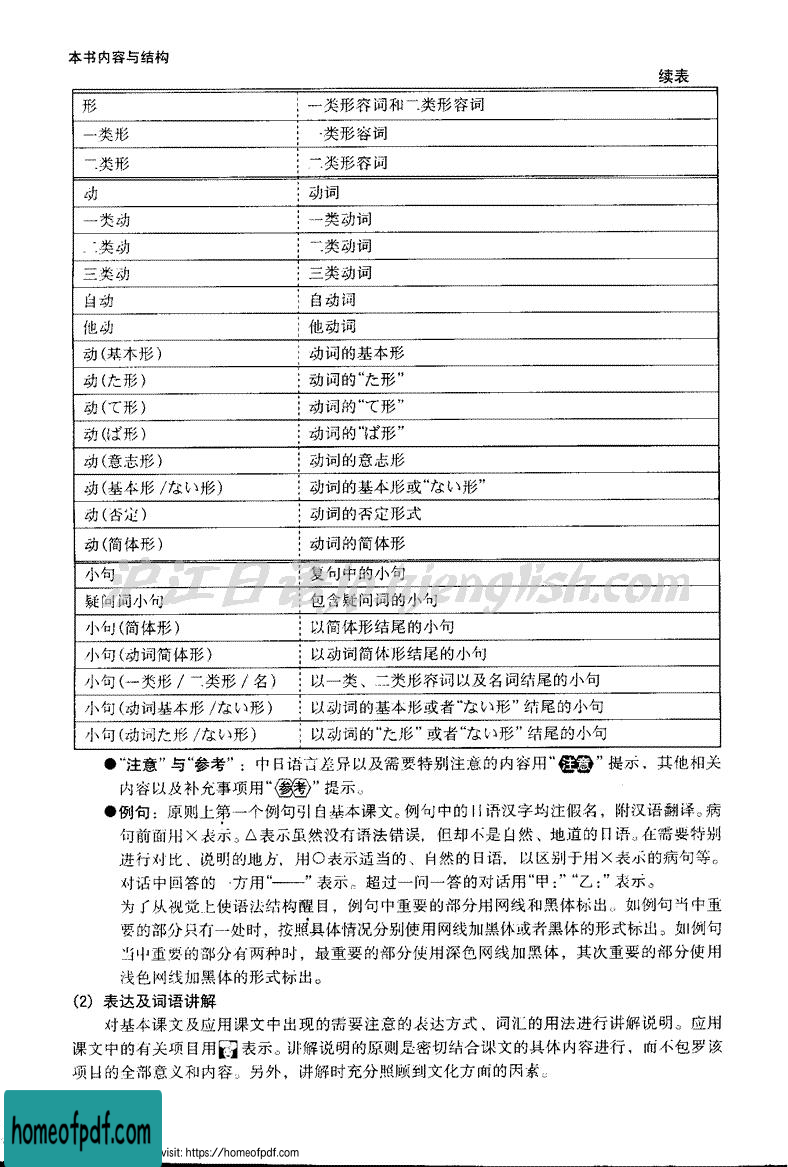 本书内容与结构
续表
形 一类形容词和二类形容词
一类形 一类形容词
二类形 二类形容词
动 动词
一类动 一类动词
二类动 二类动词
三类动 三类动词
自动 自动词
他动 他动词
动(基本形) 动词的基本形
动(た形) 动词的“た形”
动(て形) 动词的“て形”
动(ば形) 动词的“ば形”
动(意志形) 动词的意志形
动(基本形/ない形) 动词的基本形或“ない形”
动(否定) 动词的否定形式
动(简体形) 动词的简体形
小句 复句中的小句
疑问词小句 包含疑问词的小句
小句(简体形) 以简体形结尾的小句
小句(动词简体形) 以动词简体形结尾的小句
小句(一类形/二类形/名) 以一类、二类形容词以及名词结尾的小句
小句(动词基本形/ない形) 以动词的基本形或者“ない形”结尾的小句
小句(动词た形/ない形) 以动词的“た形”或者“ない形”结尾的小句
●“注意”与“参考”：中日语言差异以及需要特别注意的内容用“注意”提示，其他相关
内容以及补充事项用“参考”提示。
●例句：原则上第一个例句引自基本课文。例句中的日语汉字均注假名，附汉语翻译。病
句前面用×表示。△表示虽然没有语法错误，但却不是自然、地道的日语。在需要特别
进行对比、说明的地方，用○表示适当的、自然的日语，以区别于用×表示的病句等。
对话中回答的一方用“——”表示。超过一问一答的对话用“甲：”“乙：”表示。
为了从视觉上使语法结构醒目，例句中重要的部分用网线和黑体标出。如例句当中重
要的部分只有一处时，按照具体情况分别使用网线加黑体或者黑体的形式标出。如例句
当中重要的部分有两种时，最重要的部分使用深色网线加黑体，其次重要的部分使用
浅色网线加黑体的形式标出。
(2) 表达及词语讲解
对基本课文及应用课文中出现的需要注意的表达方式、词汇的用法进行讲解说明。应用
课文中的有关项目用 表示。讲解说明的原则是密切结合课文的具体内容进行，而不包罗该
项目的全部意义和内容。另外，讲解时充分照顾到文化方面的因素。
homeofpdf.com
visit: https://homeofpdf.com